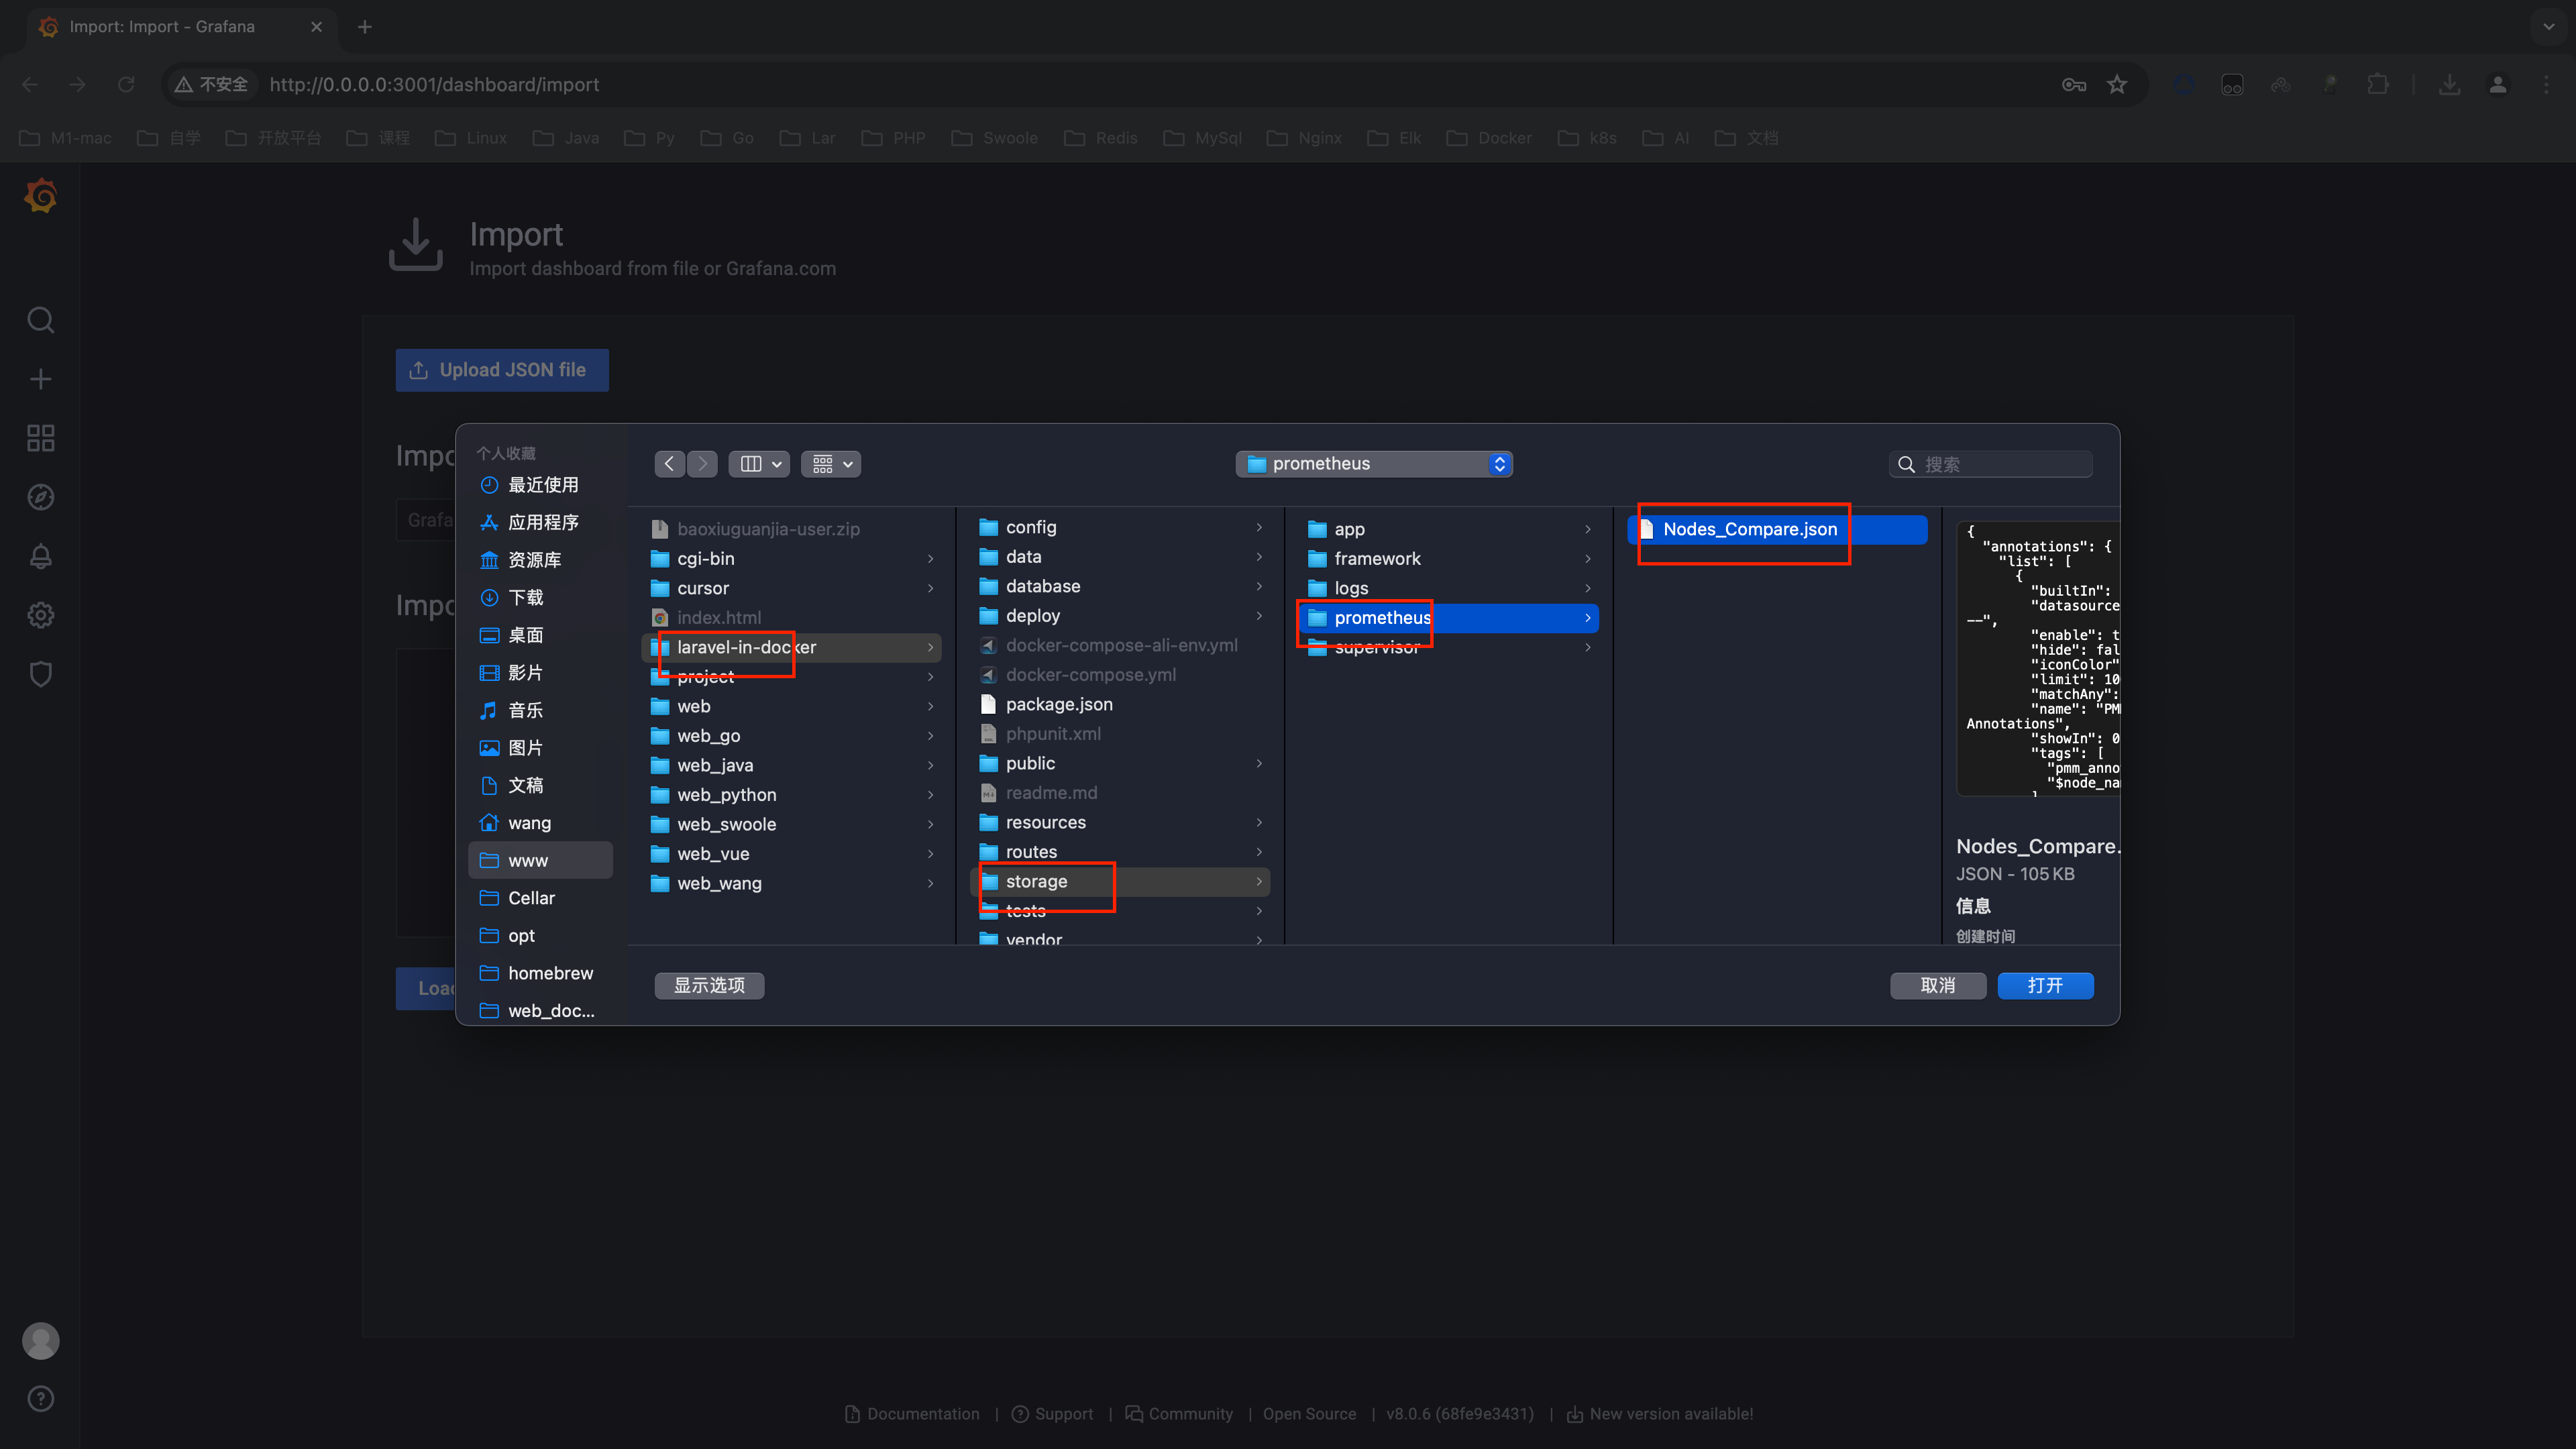 Import: Import - Grafana
不安全
http://0.0.0.0:3001/dashboard/import
M1-mac
自学
开放平台
课程
Linux
Java
Py
Go
Lar
PHP
Swoole
Redis
MySql
Nginx
Elk
Docker
k8s
AI
文档
Import
Import dashboard from file or Grafana.com
Upload JSON file
Impo
Grafa
Impo
Load
个人收藏
最近使用
应用程序
资源库
下载
桌面
影片
音乐
图片
文稿
wang
www
Cellar
opt
homebrew
web_doc...
prometheus
搜索
baoxiuguanjia-user.zip
cgi-bin
cursor
index.html
laravel-in-docker
project
web
web_go
web_java
web_python
web_swoole
web_vue
web_wang
config
data
database
deploy
docker-compose-ali-env.yml
docker-compose.yml
package.json
phpunit.xml
public
readme.md
resources
routes
storage
tests
vendor
app
framework
logs
prometheus
supervisor
Nodes_Compare.json
{
"annotations": {
"list": [
{
"builtIn":
"datasource
--",
"enable": t
"hide": fal
"iconColor"
"limit": 10
"matchAny":
"name": "PM
Annotations",
"showIn": 0
"tags": [
"pmm_anno
"$node_na
]
Nodes_Compare.
JSON - 105 KB
信息
创建时间
显示选项
取消
打开
Documentation | Support | Community | Open Source | v8.0.6 (68fe9e3431) | New version available!